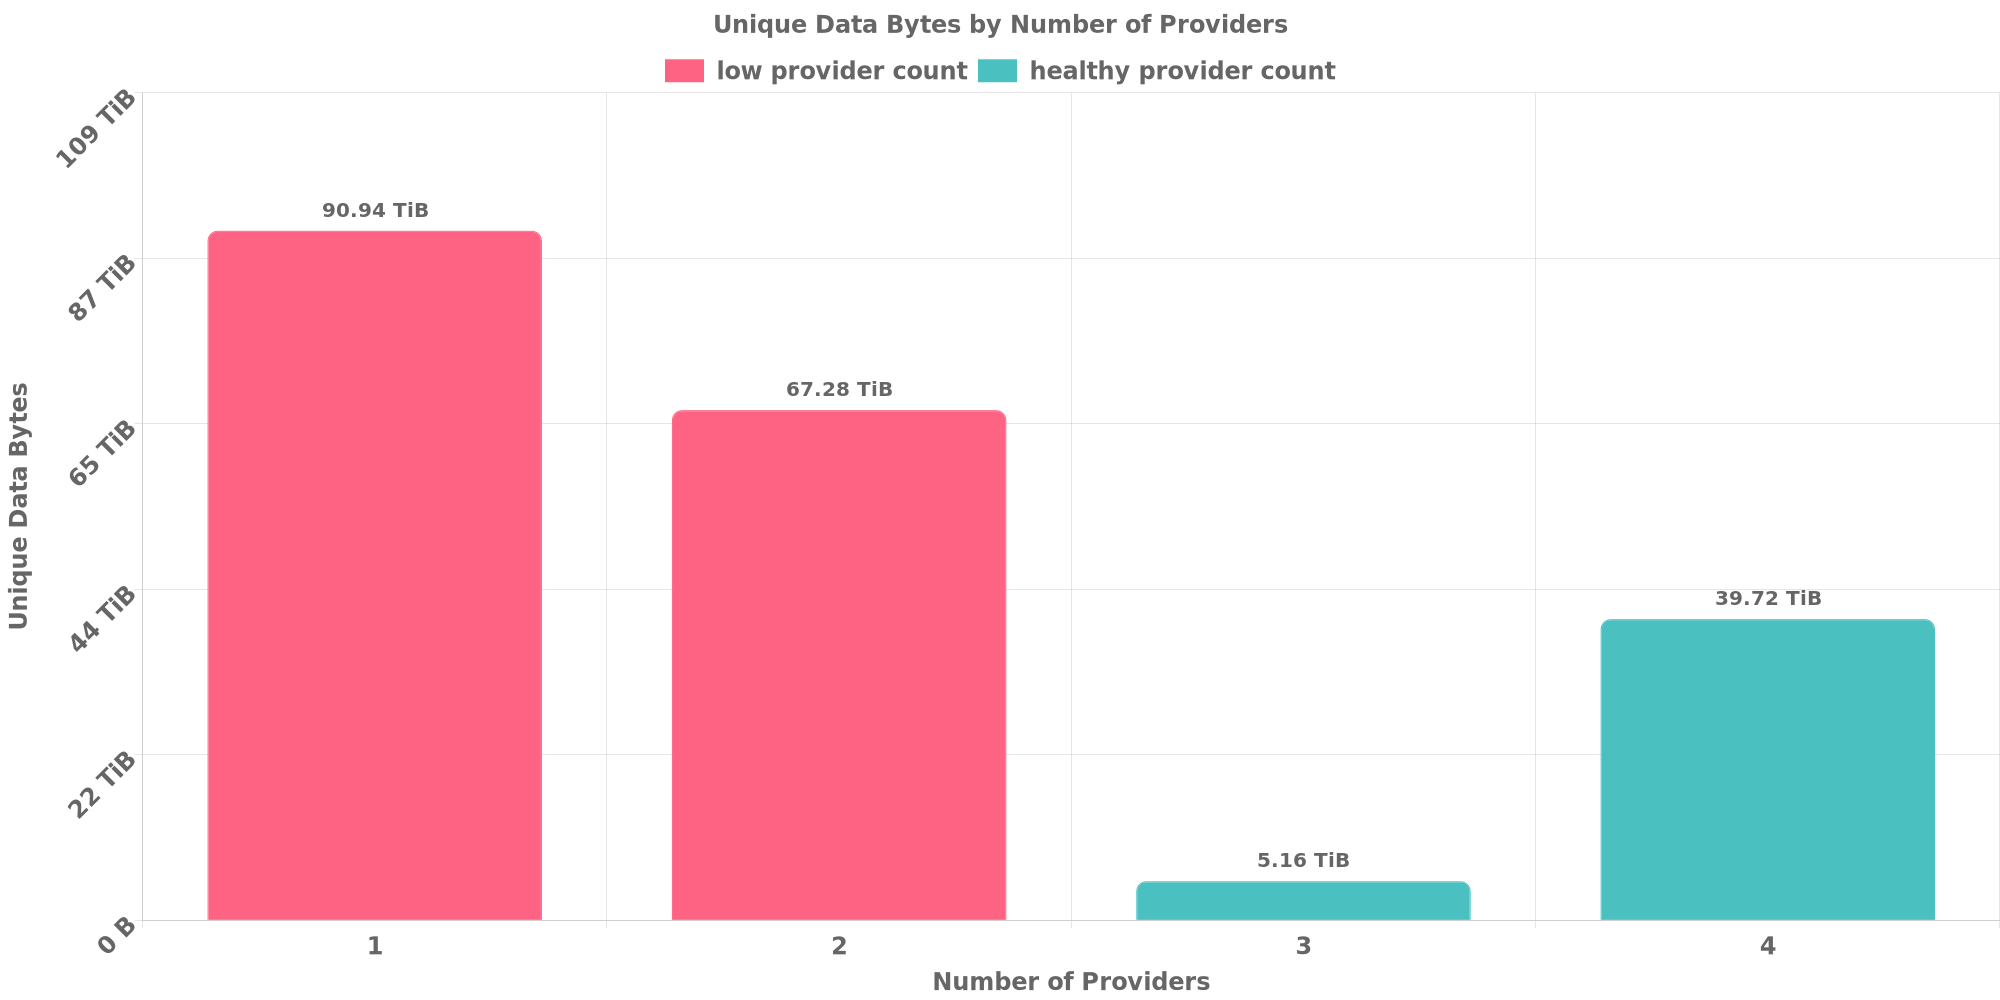 Unique Data Bytes by Number of Providers
low provider count healthy provider count
109 TiB
87 TiB
65 TiB
44 TiB
22 TiB
0 B
Unique Data Bytes
90.94 TiB
67.28 TiB
5.16 TiB
39.72 TiB
1 2 3 4
Number of Providers